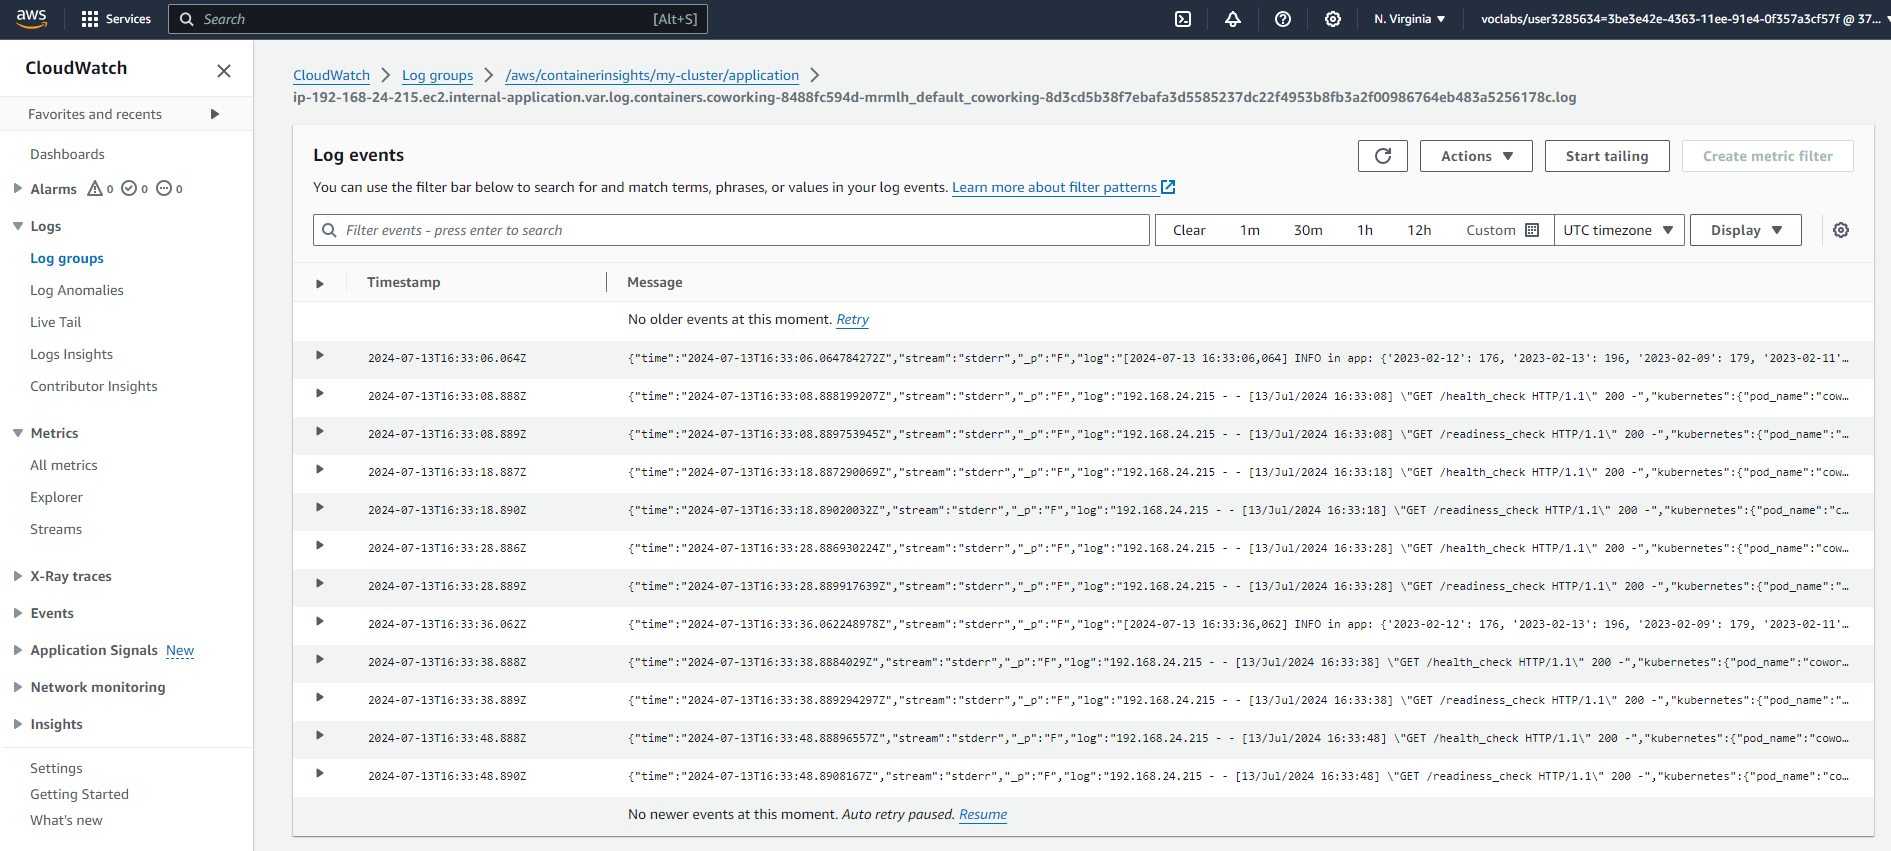 aws Services Search [Alt+S] N. Virginia voclabs/user3285634=3be3e42e-4363-11ee-91e4-0f357a3cf57f @ 37...
CloudWatch
Favorites and recents
Dashboards
Alarms 0 0 0
Logs
Log groups
Log Anomalies
Live Tail
Logs Insights
Contributor Insights
Metrics
All metrics
Explorer
Streams
X-Ray traces
Events
Application Signals New
Network monitoring
Insights
Settings
Getting Started
What's new
CloudWatch Log groups /aws/containerinsights/my-cluster/application
ip-192-168-24-215.ec2.internal-application.var.log.containers.coworking-8488fc594d-mrmlh_default_coworking-8d3cd5b38f7ebafa3d5585237dc22f4953b8fb3a2f00986764eb483a5256178c.log
Log events
Actions Start tailing Create metric filter
You can use the filter bar below to search for and match terms, phrases, or values in your log events. Learn more about filter patterns
Filter events - press enter to search Clear 1m 30m 1h 12h Custom UTC timezone Display
Timestamp Message
No older events at this moment. Retry
2024-07-13T16:33:06.064Z {"time":"2024-07-13T16:33:06.064784272Z","stream":"stderr","_p":"F","log":"[2024-07-13 16:33:06,064] INFO in app: {'2023-02-12': 176, '2023-02-13': 196, '2023-02-09': 179, '2023-02-11'…
2024-07-13T16:33:08.888Z {"time":"2024-07-13T16:33:08.888199207Z","stream":"stderr","_p":"F","log":"192.168.24.215 - - [13/Jul/2024 16:33:08] \"GET /health_check HTTP/1.1\" 200 -","kubernetes":{"pod_name":"cow…
2024-07-13T16:33:08.889Z {"time":"2024-07-13T16:33:08.889753945Z","stream":"stderr","_p":"F","log":"192.168.24.215 - - [13/Jul/2024 16:33:08] \"GET /readiness_check HTTP/1.1\" 200 -","kubernetes":{"pod_name":"…
2024-07-13T16:33:18.887Z {"time":"2024-07-13T16:33:18.887290069Z","stream":"stderr","_p":"F","log":"192.168.24.215 - - [13/Jul/2024 16:33:18] \"GET /health_check HTTP/1.1\" 200 -","kubernetes":{"pod_name":"cow…
2024-07-13T16:33:18.890Z {"time":"2024-07-13T16:33:18.89020032Z","stream":"stderr","_p":"F","log":"192.168.24.215 - - [13/Jul/2024 16:33:18] \"GET /readiness_check HTTP/1.1\" 200 -","kubernetes":{"pod_name":"c…
2024-07-13T16:33:28.886Z {"time":"2024-07-13T16:33:28.886930224Z","stream":"stderr","_p":"F","log":"192.168.24.215 - - [13/Jul/2024 16:33:28] \"GET /health_check HTTP/1.1\" 200 -","kubernetes":{"pod_name":"cow…
2024-07-13T16:33:28.889Z {"time":"2024-07-13T16:33:28.889917639Z","stream":"stderr","_p":"F","log":"192.168.24.215 - - [13/Jul/2024 16:33:28] \"GET /readiness_check HTTP/1.1\" 200 -","kubernetes":{"pod_name":"…
2024-07-13T16:33:36.062Z {"time":"2024-07-13T16:33:36.062248978Z","stream":"stderr","_p":"F","log":"[2024-07-13 16:33:36,062] INFO in app: {'2023-02-12': 176, '2023-02-13': 196, '2023-02-09': 179, '2023-02-11'…
2024-07-13T16:33:38.888Z {"time":"2024-07-13T16:33:38.8884029Z","stream":"stderr","_p":"F","log":"192.168.24.215 - - [13/Jul/2024 16:33:38] \"GET /health_check HTTP/1.1\" 200 -","kubernetes":{"pod_name":"cowor…
2024-07-13T16:33:38.889Z {"time":"2024-07-13T16:33:38.889294297Z","stream":"stderr","_p":"F","log":"192.168.24.215 - - [13/Jul/2024 16:33:38] \"GET /readiness_check HTTP/1.1\" 200 -","kubernetes":{"pod_name":"…
2024-07-13T16:33:48.888Z {"time":"2024-07-13T16:33:48.88896557Z","stream":"stderr","_p":"F","log":"192.168.24.215 - - [13/Jul/2024 16:33:48] \"GET /health_check HTTP/1.1\" 200 -","kubernetes":{"pod_name":"cowo…
2024-07-13T16:33:48.890Z {"time":"2024-07-13T16:33:48.8908167Z","stream":"stderr","_p":"F","log":"192.168.24.215 - - [13/Jul/2024 16:33:48] \"GET /readiness_check HTTP/1.1\" 200 -","kubernetes":{"pod_name":"co…
No newer events at this moment. Auto retry paused. Resume